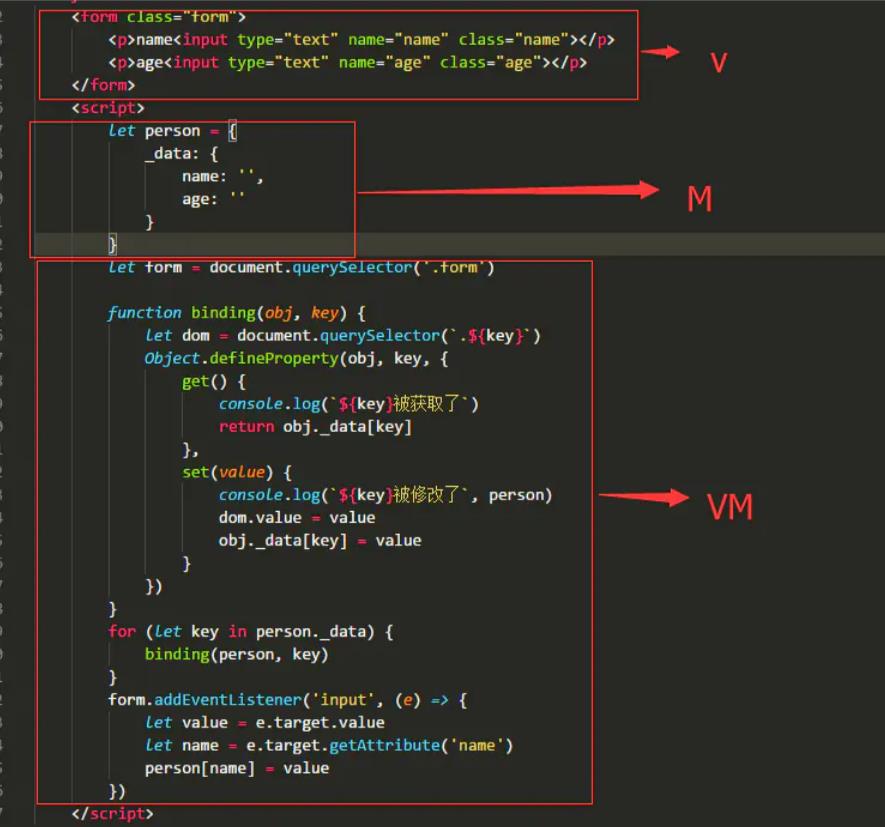 <form class="form">
<p>name<input type="text" name="name" class="name"></p>
<p>age<input type="text" name="age" class="age"></p>
</form>
V
<script>
let person = {
_data: {
name: '',
age: ''
}
}
M
let form = document.querySelector('.form')
function binding(obj, key) {
let dom = document.querySelector(`.${key}`)
Object.defineProperty(obj, key, {
get() {
console.log(`${key}被获取了`)
return obj._data[key]
},
set(value) {
console.log(`${key}被修改了`, person)
dom.value = value
obj._data[key] = value
}
})
}
VM
for (let key in person._data) {
binding(person, key)
}
form.addEventListener('input', (e) => {
let value = e.target.value
let name = e.target.getAttribute('name')
person[name] = value
})
</script>